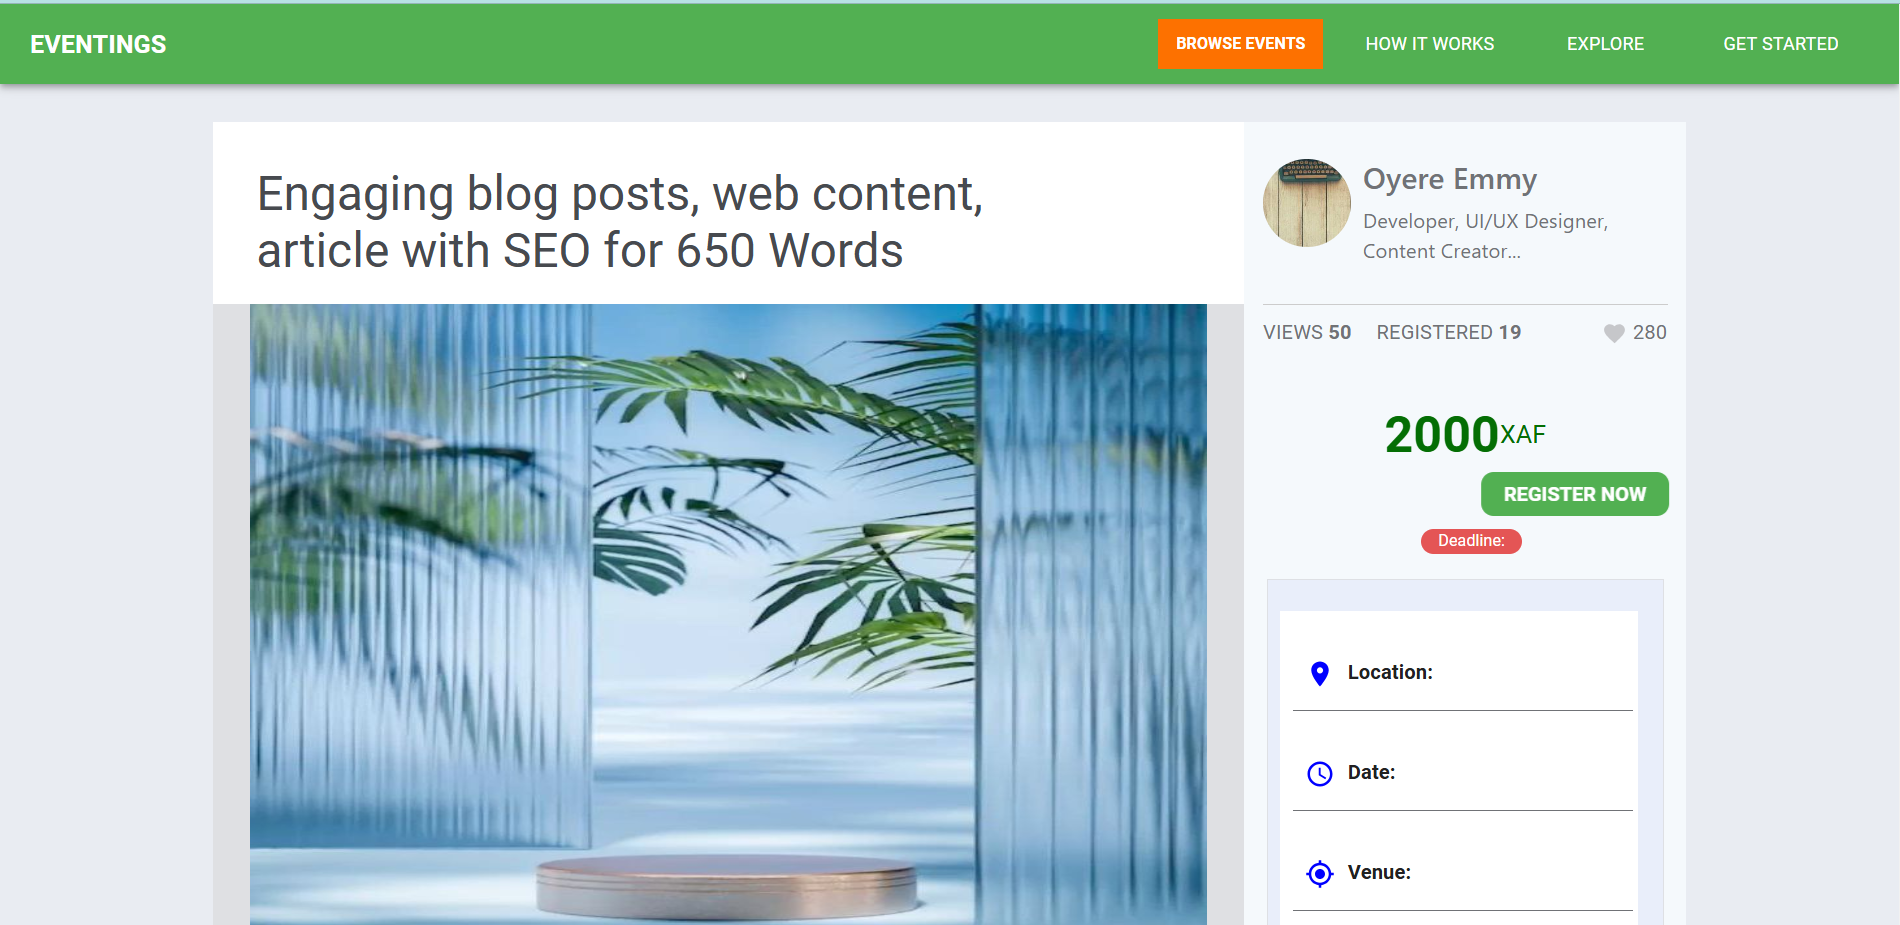 EVENTINGS
BROWSE EVENTS
HOW IT WORKS
EXPLORE
GET STARTED
Engaging blog posts, web content,
article with SEO for 650 Words
Oyere Emmy
Developer, UI/UX Designer,
Content Creator...
VIEWS 50 REGISTERED 19 280
2000XAF
REGISTER NOW
Deadline:
Location:
Date:
Venue: